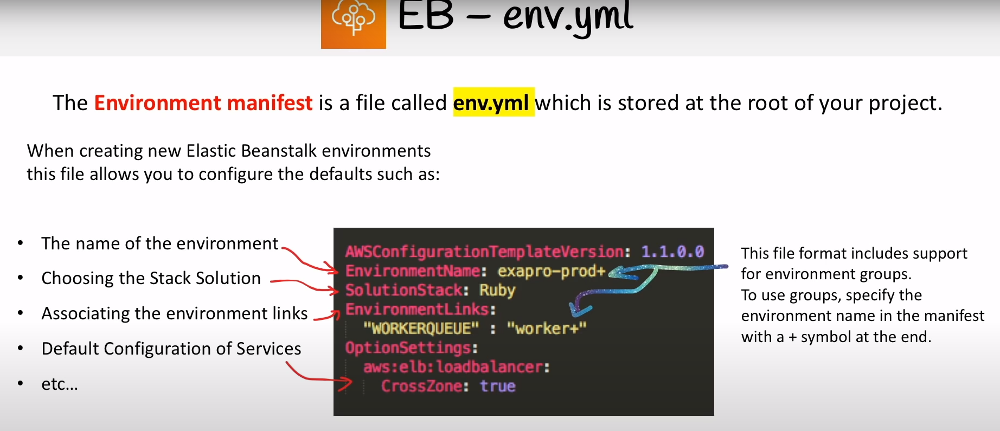 EB – env.yml
The Environment manifest is a file called env.yml which is stored at the root of your project.
When creating new Elastic Beanstalk environments
this file allows you to configure the defaults such as:
• The name of the environment
• Choosing the Stack Solution
• Associating the environment links
• Default Configuration of Services
• etc…
AWSConfigurationTemplateVersion: 1.1.0.0
EnvironmentName: exapro-prod+
SolutionStack: Ruby
EnvironmentLinks:
"WORKERQUEUE" : "worker+"
OptionSettings:
aws:elb:loadbalancer:
CrossZone: true
This file format includes support
for environment groups.
To use groups, specify the
environment name in the manifest
with a + symbol at the end.